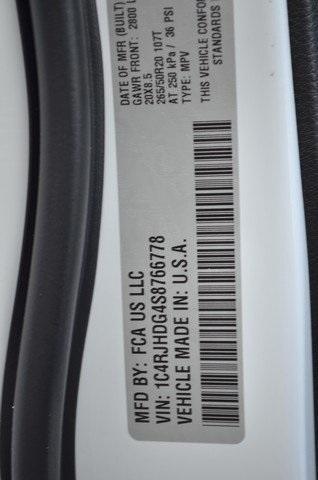 MFD BY: FCA US LLC
VIN: 1C4RJHDG4S8766778
VEHICLE MADE IN: U.S.A.
DATE OF MFR (BUILT)
GAWR FRONT: 2800 L
20X8.5
265/50R20 107T
AT 250 kPa / 36 PSI
TYPE: MPV
THIS VEHICLE CONFOR
STANDARDS